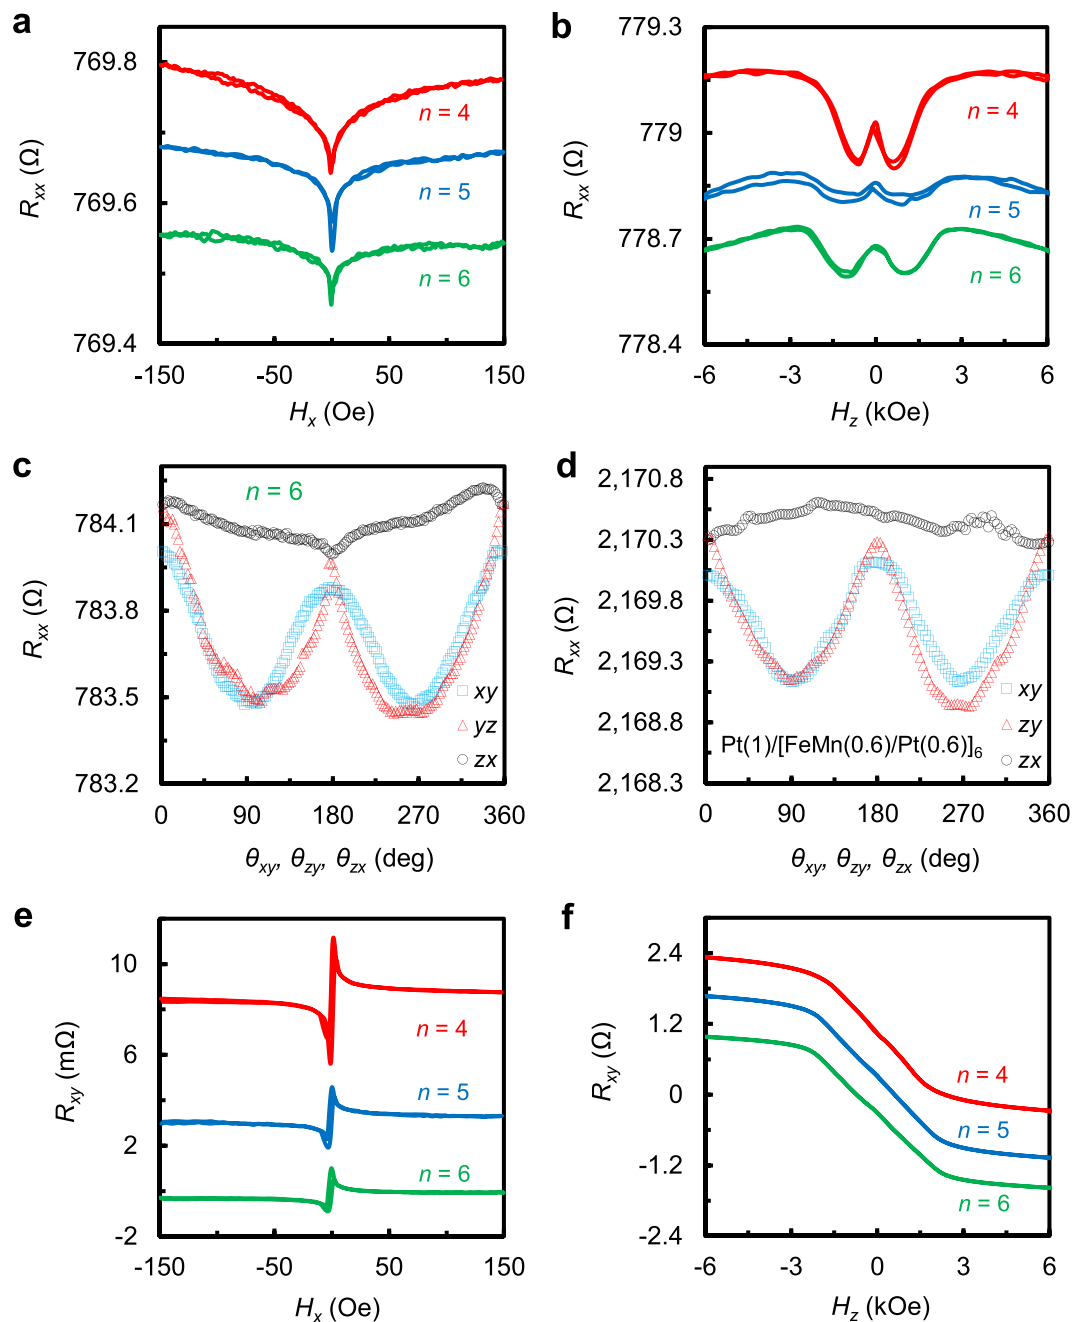 a
769.8
769.6
769.4
R_xx (Ω)
n = 4
n = 5
n = 6
-150
-50
50
150
H_x (Oe)
b
779.3
779
778.7
778.4
R_xx (Ω)
n = 4
n = 5
n = 6
-6
-3
0
3
6
H_z (kOe)
c
784.1
783.8
783.5
783.2
R_xx (Ω)
n = 6
xy
yz
zx
0
90
180
270
360
θ_xy, θ_zy, θ_zx (deg)
d
2,170.8
2,170.3
2,169.8
2,169.3
2,168.8
2,168.3
R_xx (Ω)
xy
zy
zx
Pt(1)/[FeMn(0.6)/Pt(0.6)]₆
0
90
180
270
360
θ_xy, θ_zy, θ_zx (deg)
e
10
6
2
-2
R_xy (mΩ)
n = 4
n = 5
n = 6
-150
-50
50
150
H_x (Oe)
f
2.4
1.2
0
-1.2
-2.4
R_xy (Ω)
n = 4
n = 5
n = 6
-6
-3
0
3
6
H_z (kOe)